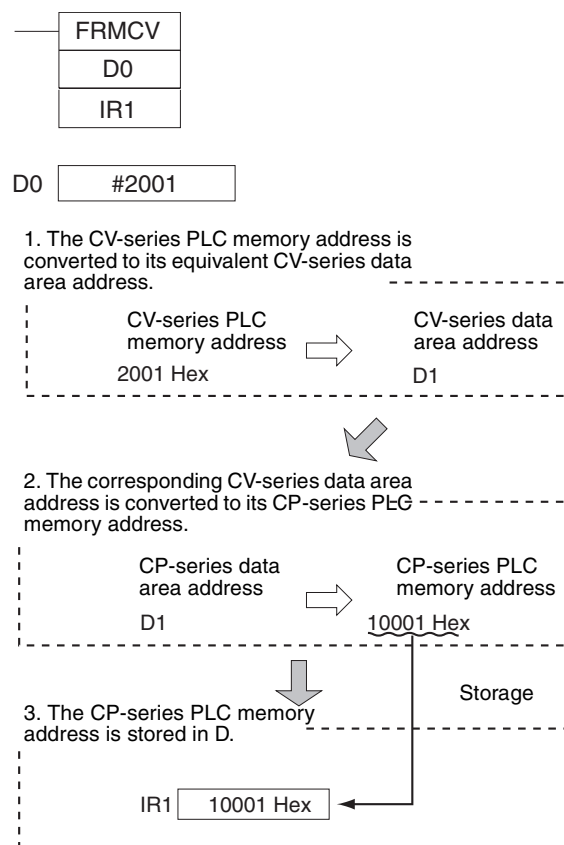 FRMCV
D0
IR1
D0 #2001
1. The CV-series PLC memory address is
converted to its equivalent CV-series data
area address.
CV-series PLC
memory address
2001 Hex
CV-series data
area address
D1
2. The corresponding CV-series data area
address is converted to its CP-series PLC
memory address.
CP-series data
area address
D1
CP-series PLC
memory address
10001 Hex
Storage
3. The CP-series PLC memory
address is stored in D.
IR1 10001 Hex